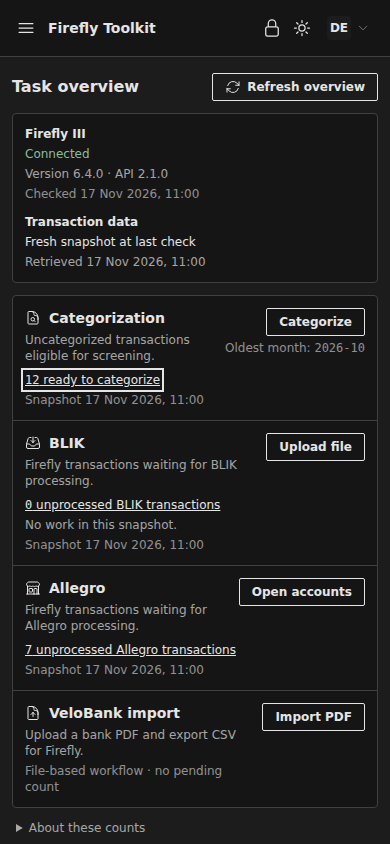 Firefly Toolkit
DE
Task overview
Refresh overview
Firefly III
Connected
Version 6.4.0 · API 2.1.0
Checked 17 Nov 2026, 11:00
Transaction data
Fresh snapshot at last check
Retrieved 17 Nov 2026, 11:00
Categorization
Categorize
Uncategorized transactions
eligible for screening.
Oldest month: 2026-10
12 ready to categorize
Snapshot 17 Nov 2026, 11:00
BLIK
Upload file
Firefly transactions waiting for BLIK
processing.
0 unprocessed BLIK transactions
No work in this snapshot.
Snapshot 17 Nov 2026, 11:00
Allegro
Open accounts
Firefly transactions waiting for
Allegro processing.
7 unprocessed Allegro transactions
Snapshot 17 Nov 2026, 11:00
VeloBank import
Import PDF
Upload a bank PDF and export CSV
for Firefly.
File-based workflow · no pending
count
About these counts